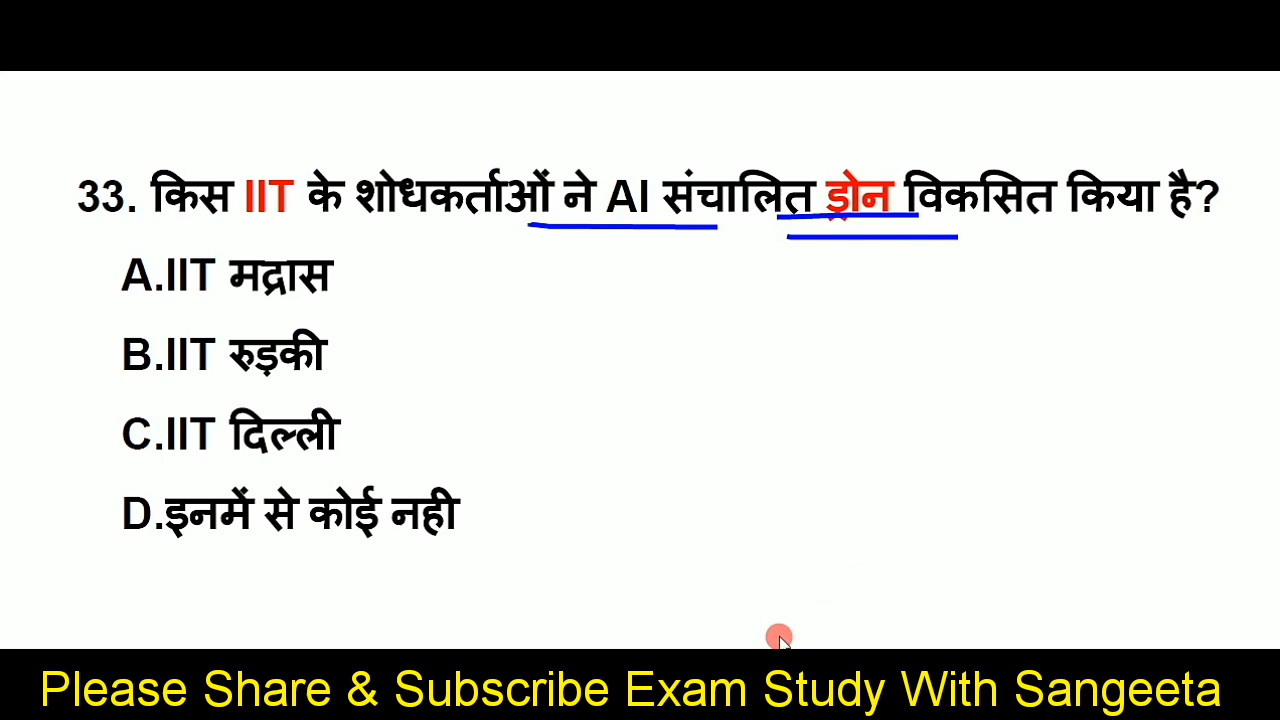 33. किस IIT के शोधकर्ताओं ने AI संचालित ड्रोन विकसित किया है?
A.IIT मद्रास
B.IIT रुड़की
C.IIT दिल्ली
D.इनमें से कोई नही
Please Share & Subscribe Exam Study With Sangeeta